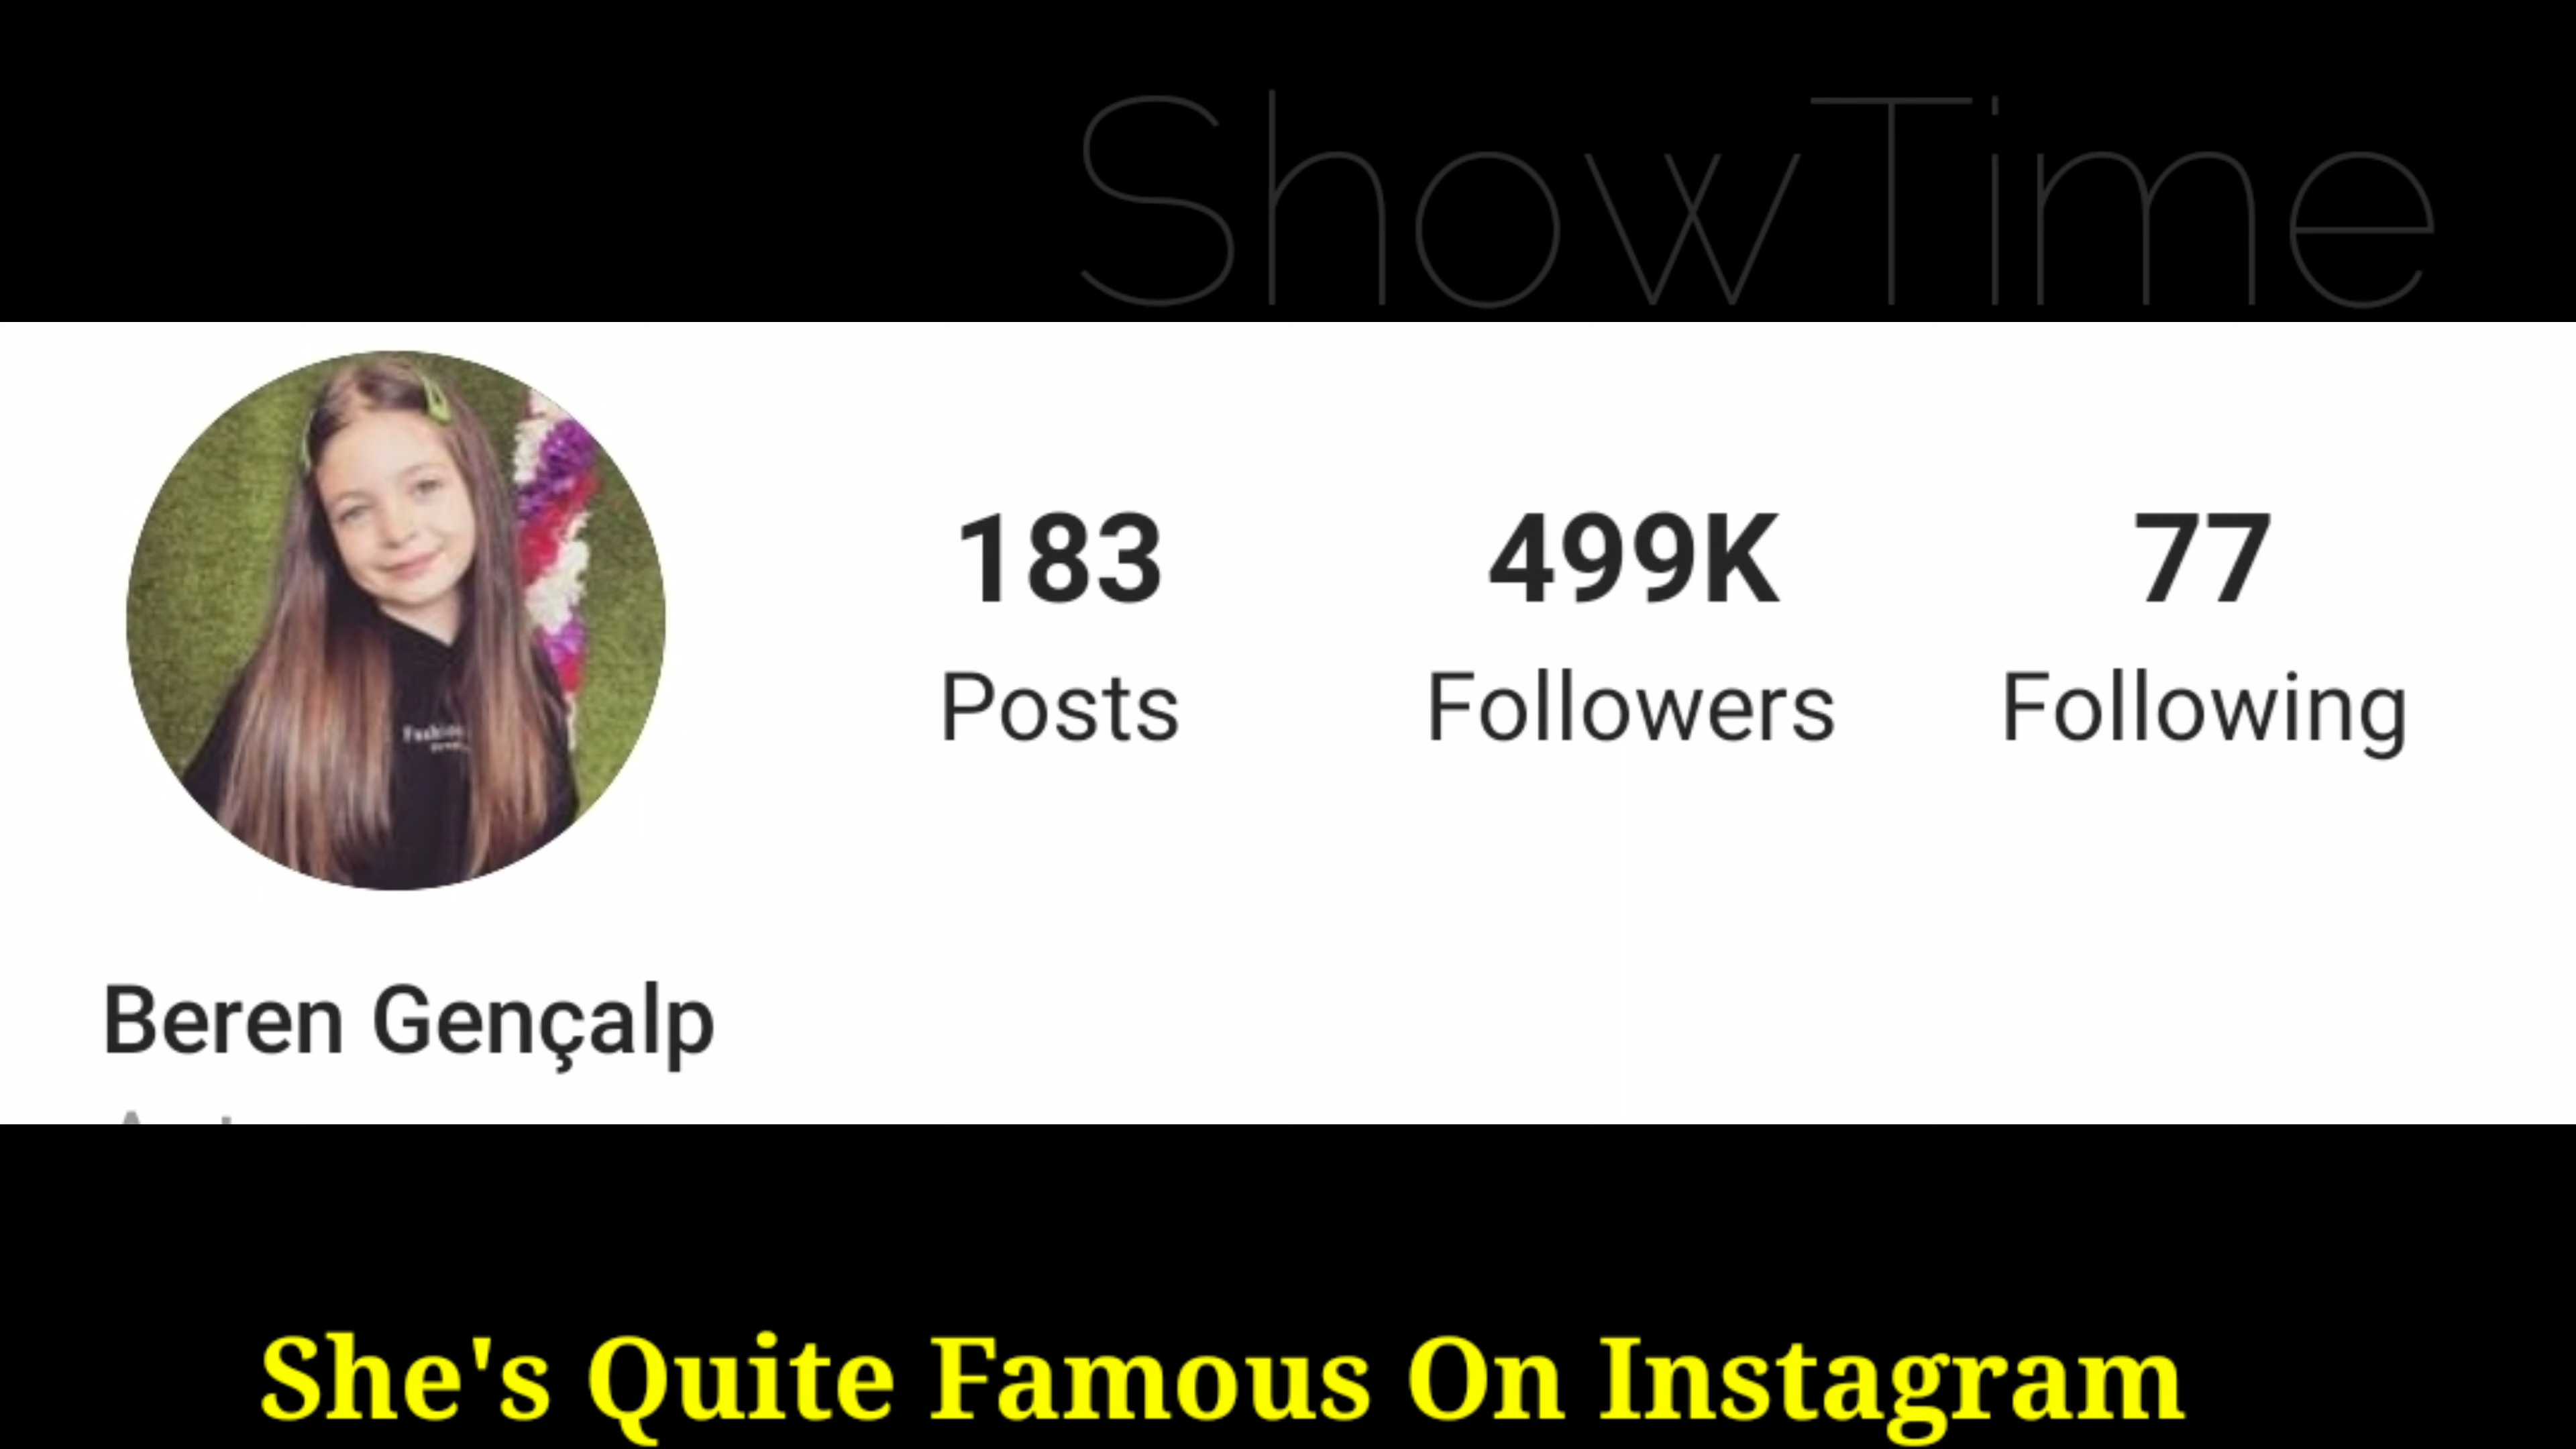 ShowTime
183
499K
77
Posts
Followers
Following
Beren Gençalp
She's Quite Famous On Instagram